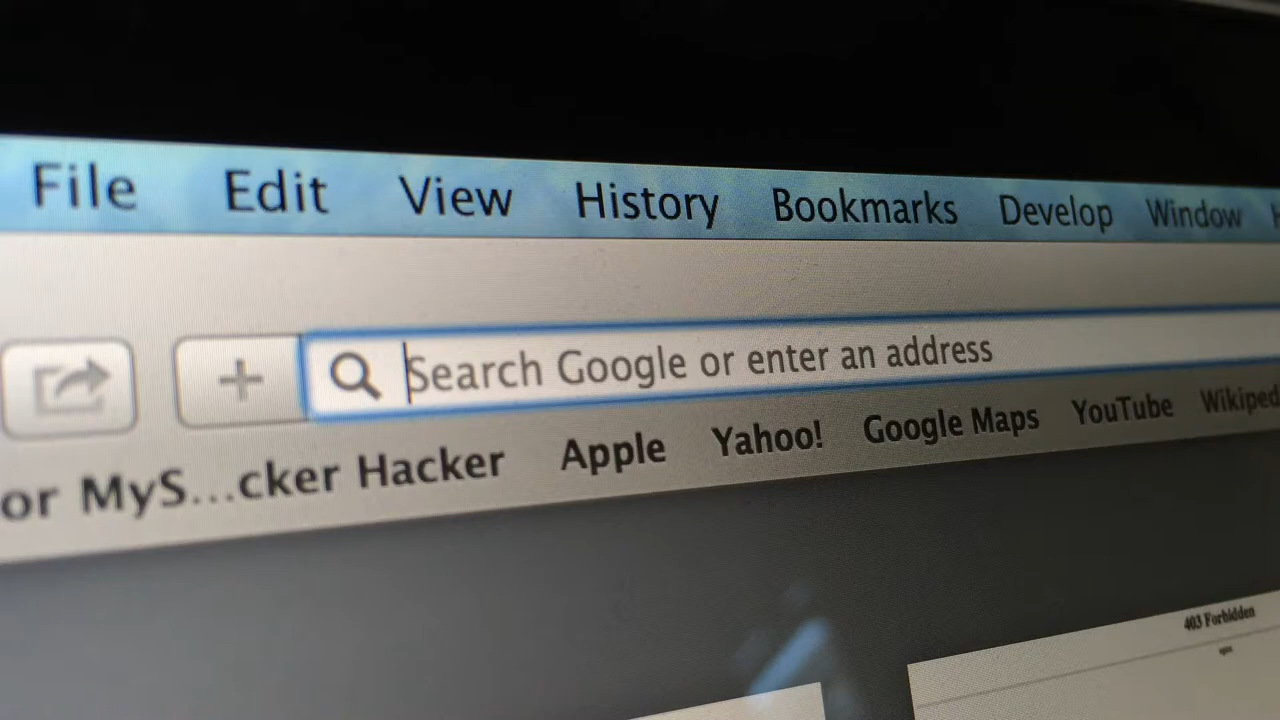 File Edit View History Bookmarks Develop Window
Search Google or enter an address
or MyS...cker Hacker Apple Yahoo! Google Maps YouTube Wikiped
403 Forbidden